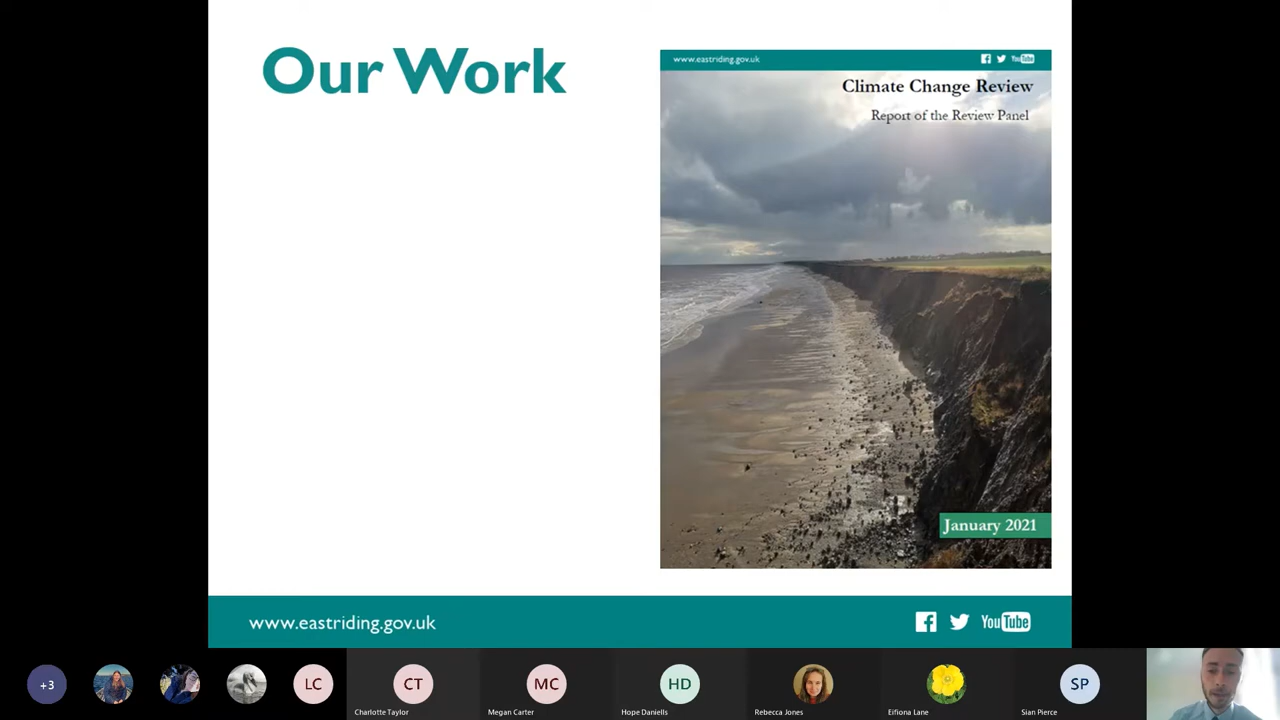 Our Work
www.eastriding.gov.uk
YouTube
Climate Change Review
Report of the Review Panel
January 2021
www.eastriding.gov.uk
YouTube
+3
LC
CT
Charlotte Taylor
MC
Megan Carter
HD
Hope Daniells
Rebecca Jones
Eifiona Lane
SP
Sian Pierce